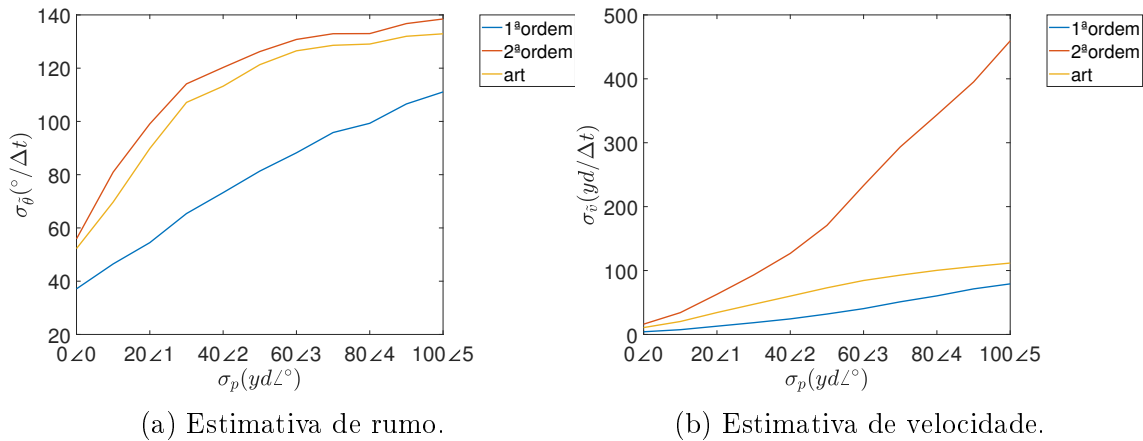 140
120
100
80
60
40
20
σ_θ̃(°/Δt)
0∠0 20∠1 40∠2 60∠3 80∠4 100∠5
σ_p(yd∠°)
1ªordem
2ªordem
art
(a) Estimativa de rumo.
500
400
300
200
100
0
σ_ṽ(yd/Δt)
0∠0 20∠1 40∠2 60∠3 80∠4 100∠5
σ_p(yd∠°)
1ªordem
2ªordem
art
(b) Estimativa de velocidade.